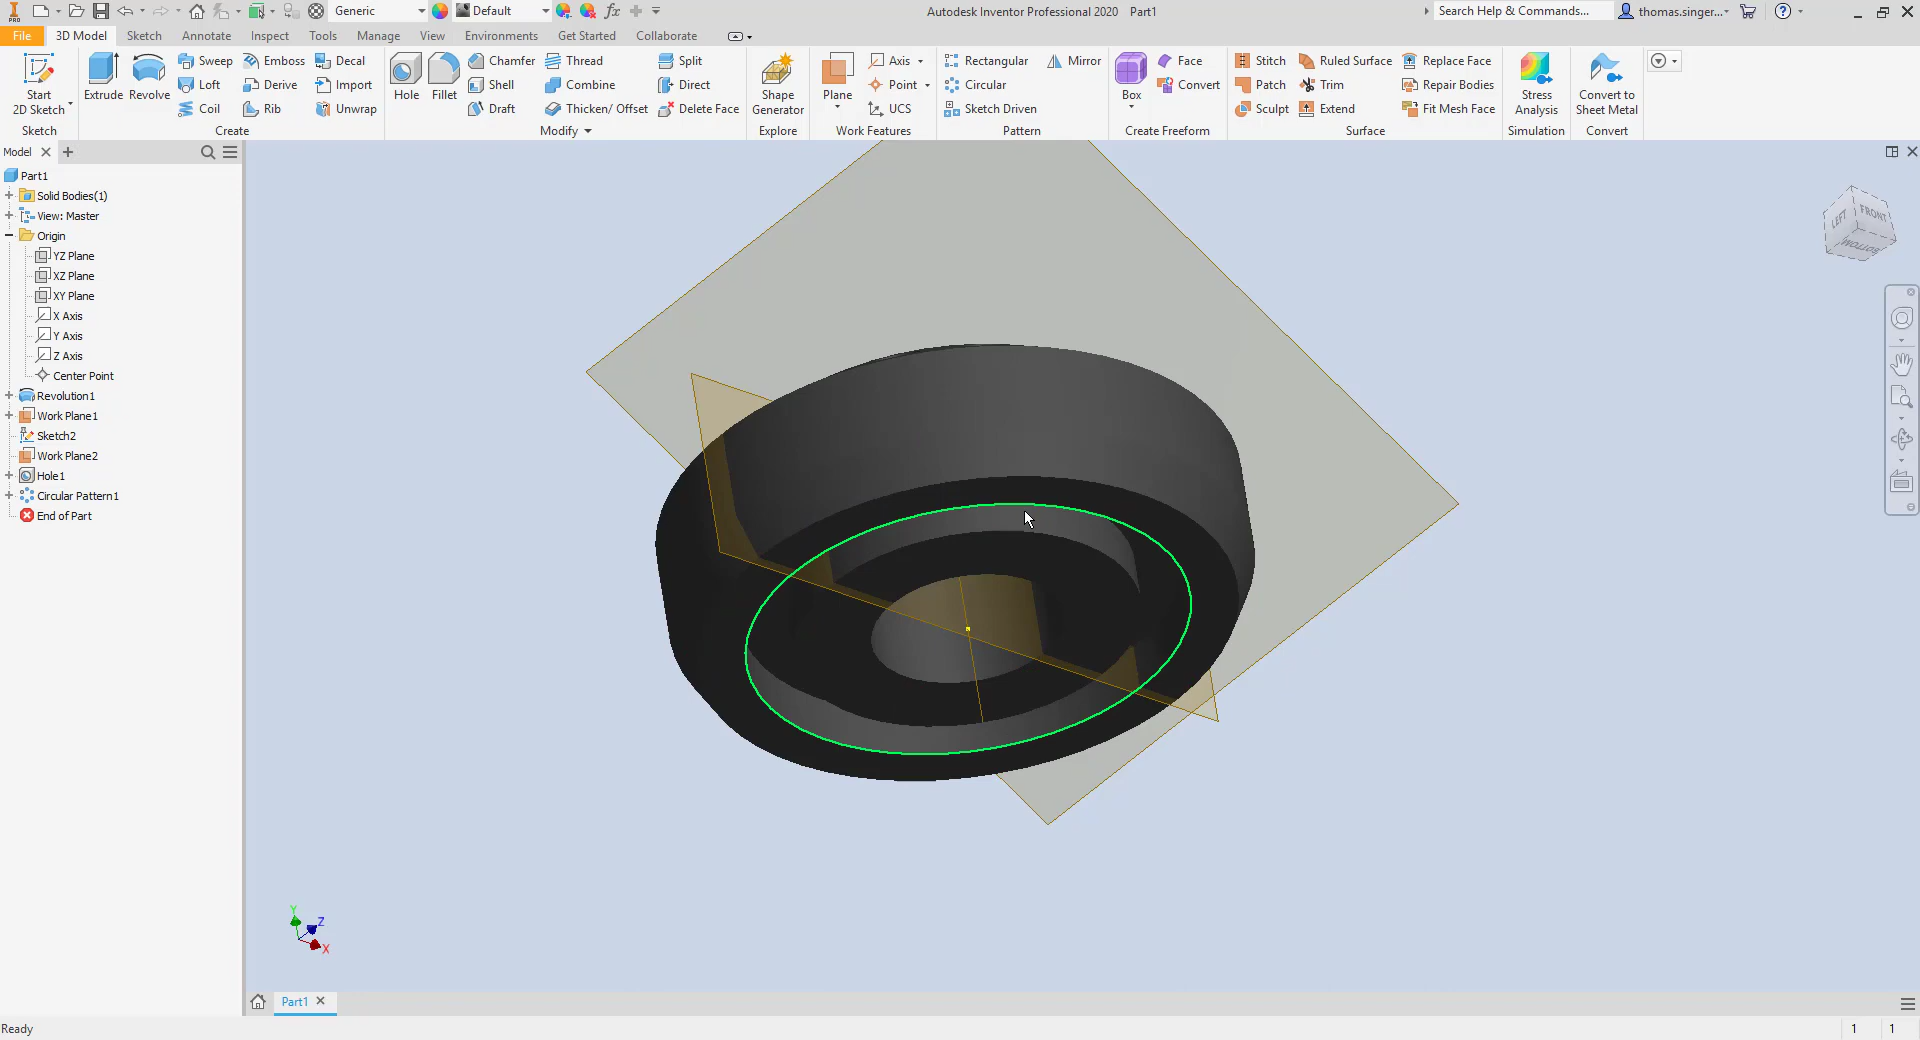 PRO Generic Default Autodesk Inventor Professional 2020 Part1 Search Help & Commands... thomas.singer...
File 3D Model Sketch Annotate Inspect Tools Manage View Environments Get Started Collaborate
Start 2D Sketch
Sketch
Extrude Revolve Sweep Loft Coil Emboss Derive Rib Decal Import Unwrap
Create
Hole Fillet Chamfer Shell Draft Thread Combine Thicken/ Offset Split Direct Delete Face
Modify
Shape Generator
Explore
Plane Axis Point UCS
Work Features
Rectangular Circular Sketch Driven Mirror
Pattern
Box Face Convert
Create Freeform
Stitch Patch Sculpt Ruled Surface Trim Extend Replace Face Repair Bodies Fit Mesh Face
Surface
Stress Analysis
Simulation
Convert to Sheet Metal
Convert
Model
Part1
Solid Bodies(1)
View: Master
Origin
YZ Plane
XZ Plane
XY Plane
X Axis
Y Axis
Z Axis
Center Point
Revolution1
Work Plane1
Sketch2
Work Plane2
Hole1
Circular Pattern1
End of Part
LEFT FRONT
BOTTOM
Y
Z
X
Part1
Ready 1 1